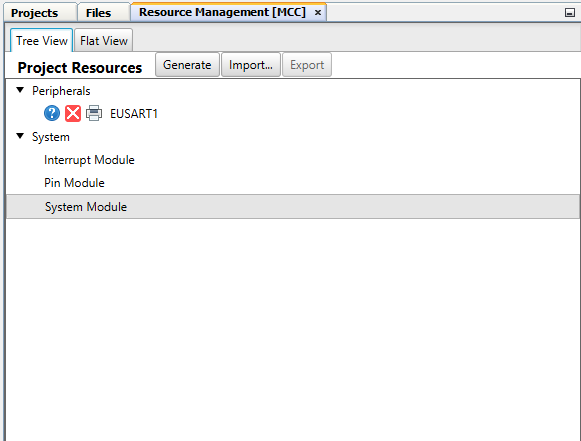 Projects Files Resource Management [MCC] ×
Tree View Flat View
Project Resources Generate Import... Export
Peripherals
? EUSART1
System
Interrupt Module
Pin Module
System Module